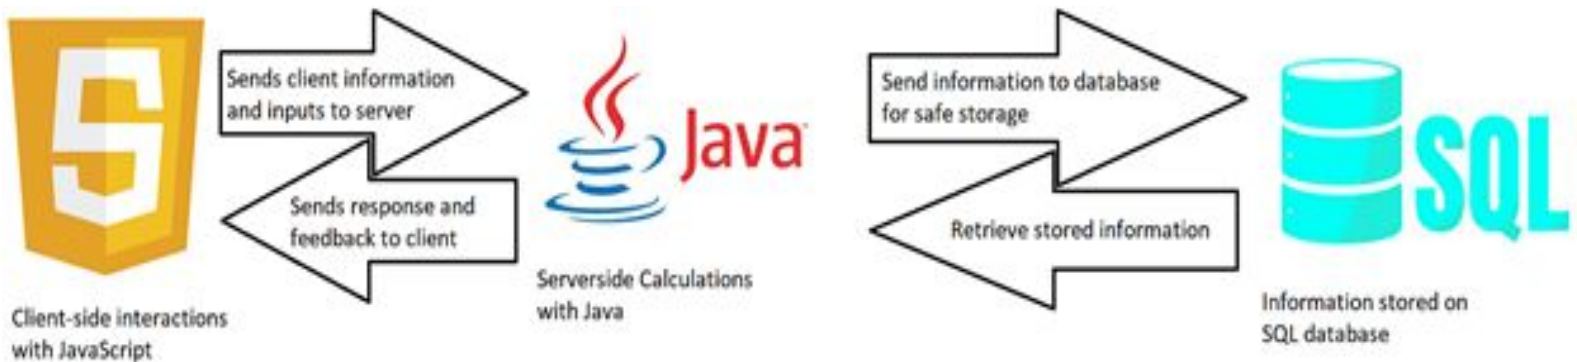 Sends client information
and inputs to server
Sends response and
feedback to client
Client-side interactions
with JavaScript
Java
Serverside Calculations
with Java
Send information to database
for safe storage
Retrieve stored information
SQL
Information stored on
SQL database